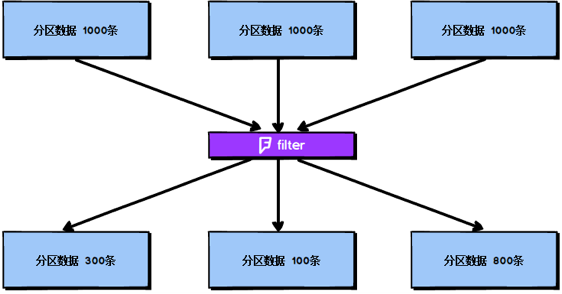 分区数据 1000条
分区数据 1000条
分区数据 1000条
filter
分区数据 300条
分区数据 100条
分区数据 800条